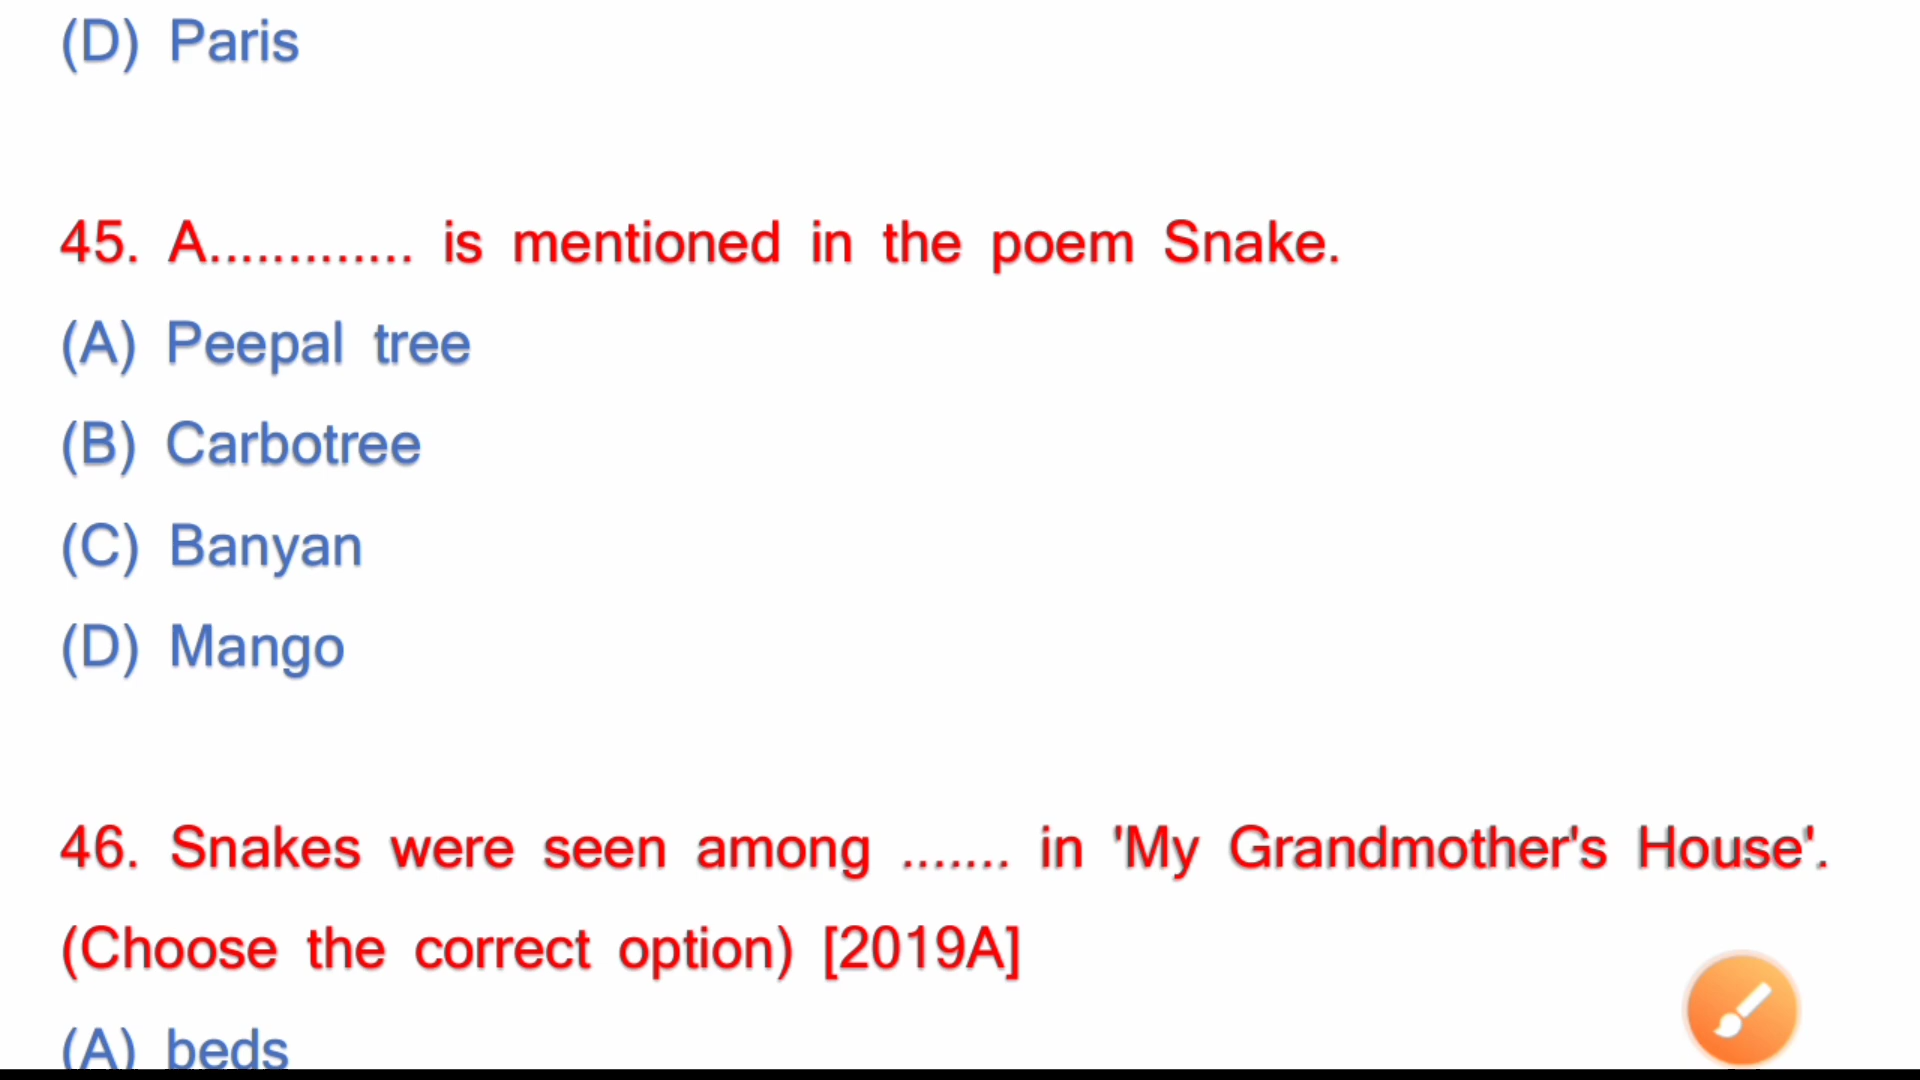 (D) Paris
45. A............. is mentioned in the poem Snake.
(A) Peepal tree
(B) Carbotree
(C) Banyan
(D) Mango
46. Snakes were seen among ....... in 'My Grandmother's House'.
(Choose the correct option) [2019A]
(A) beds